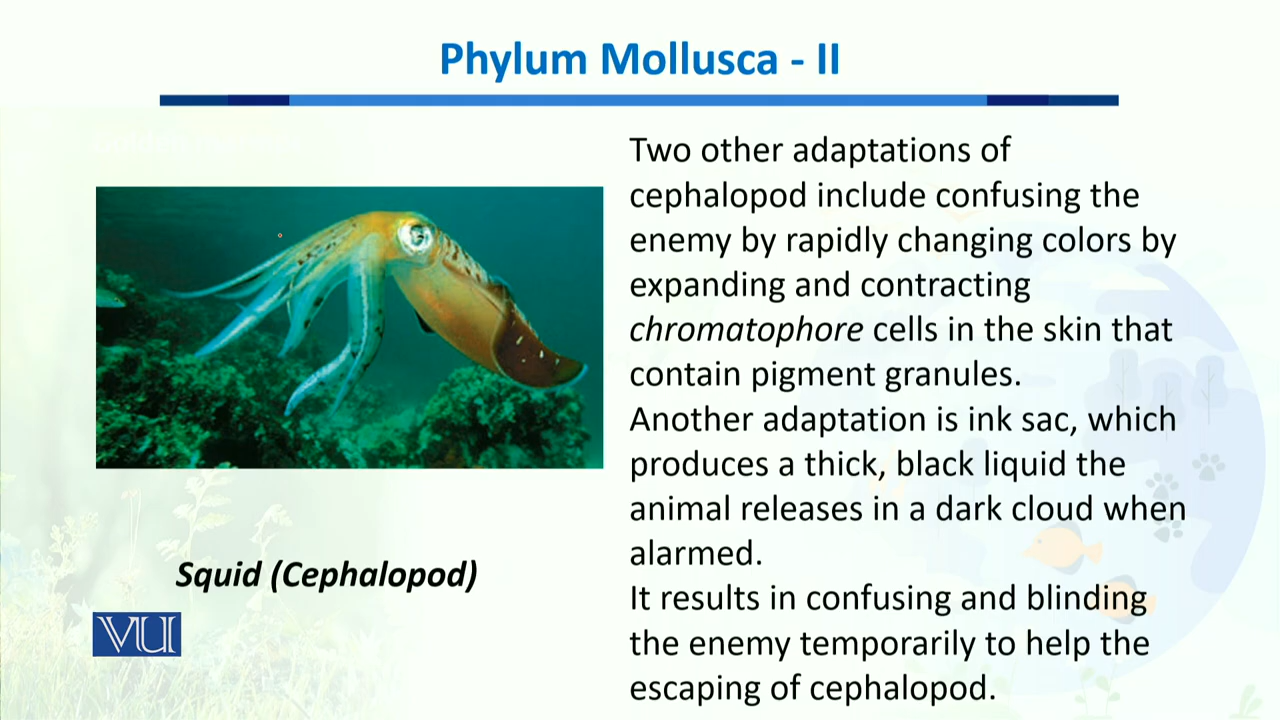 Phylum Mollusca - II
Two other adaptations of
cephalopod include confusing the
enemy by rapidly changing colors by
expanding and contracting
chromatophore cells in the skin that
contain pigment granules.
Another adaptation is ink sac, which
produces a thick, black liquid the
animal releases in a dark cloud when
alarmed.
It results in confusing and blinding
the enemy temporarily to help the
escaping of cephalopod.
Squid (Cephalopod)
VU